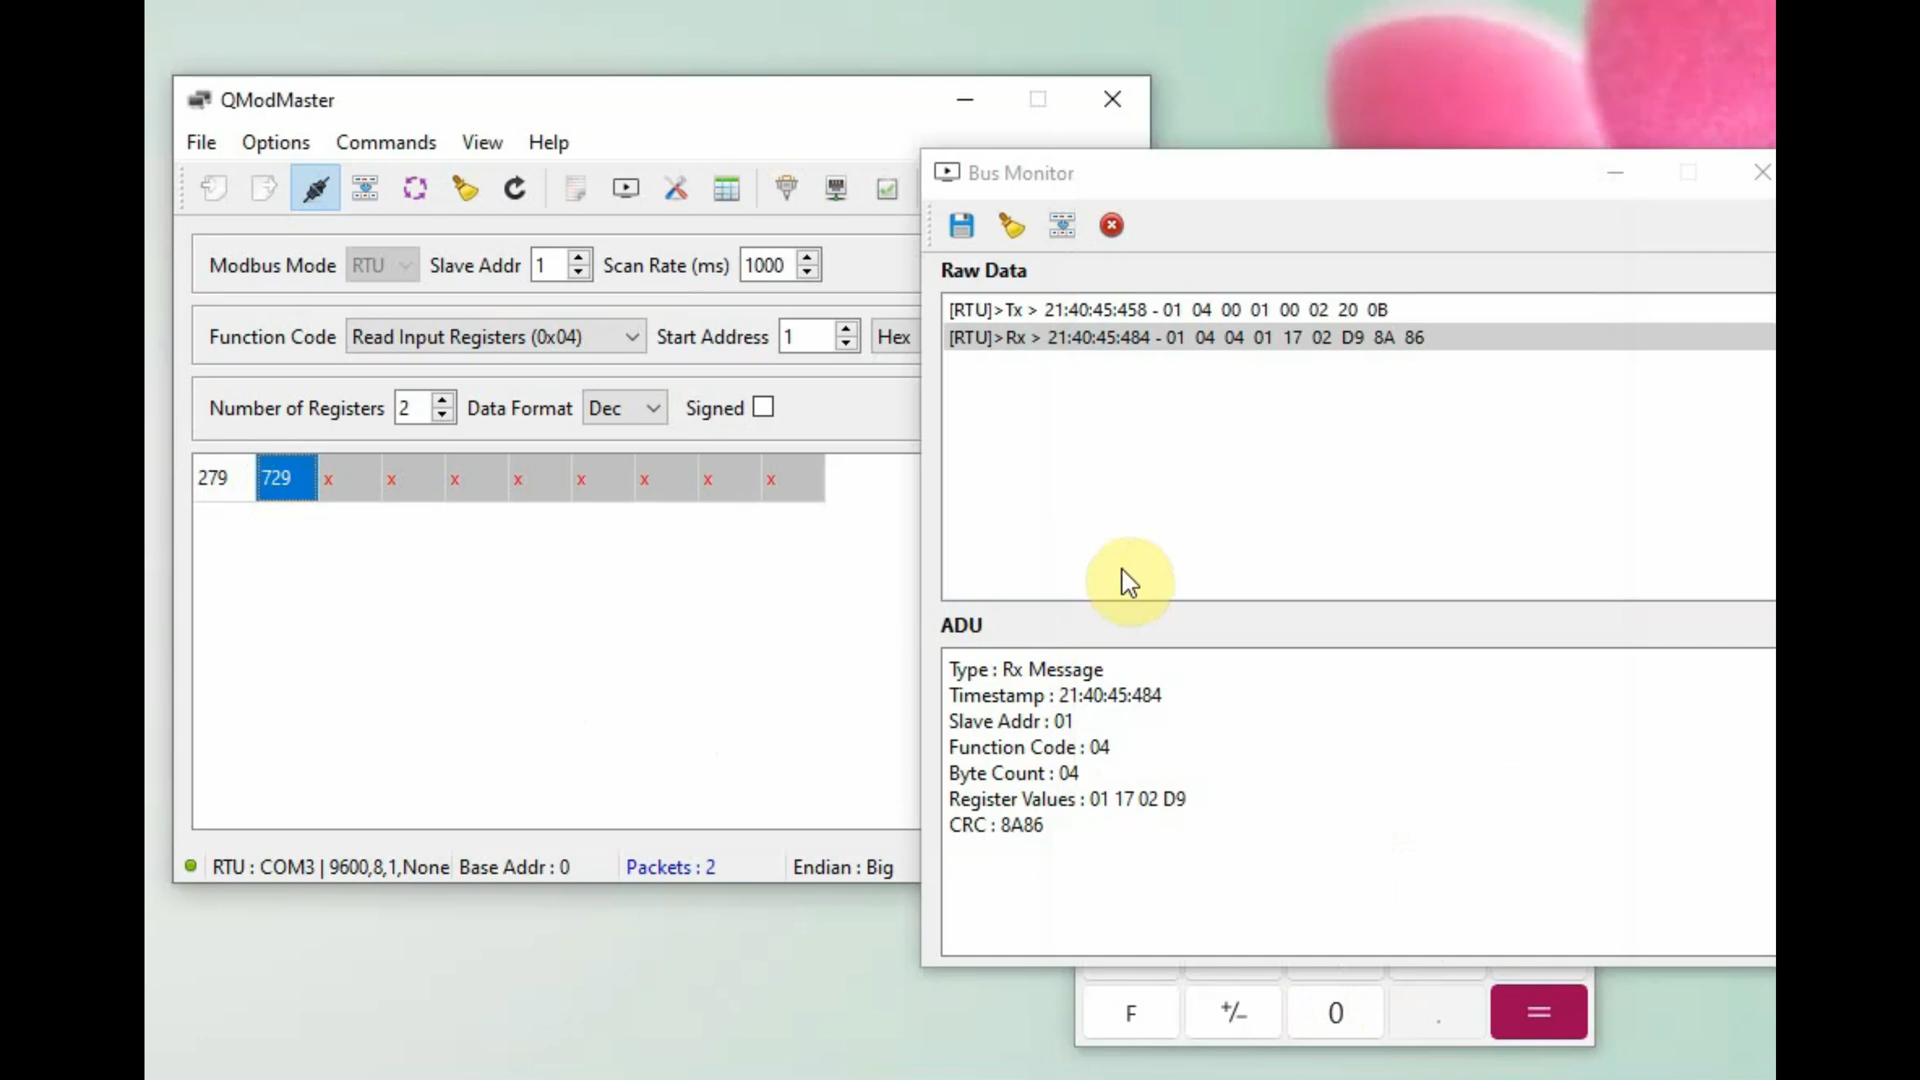 QModMaster
File Options Commands View Help
Modbus Mode RTU Slave Addr 1 Scan Rate (ms) 1000
Function Code Read Input Registers (0x04) Start Address 1 Hex
Number of Registers 2 Data Format Dec Signed
279 729 x x x x x x x x
RTU : COM3 | 9600,8,1,None Base Addr : 0 Packets : 2 Endian : Big
Bus Monitor
Raw Data
[RTU]>Tx > 21:40:45:458 - 01 04 00 01 00 02 20 0B
[RTU]>Rx > 21:40:45:484 - 01 04 04 01 17 02 D9 8A 86
ADU
Type : Rx Message
Timestamp : 21:40:45:484
Slave Addr : 01
Function Code : 04
Byte Count : 04
Register Values : 01 17 02 D9
CRC : 8A86
F +/- 0 . =